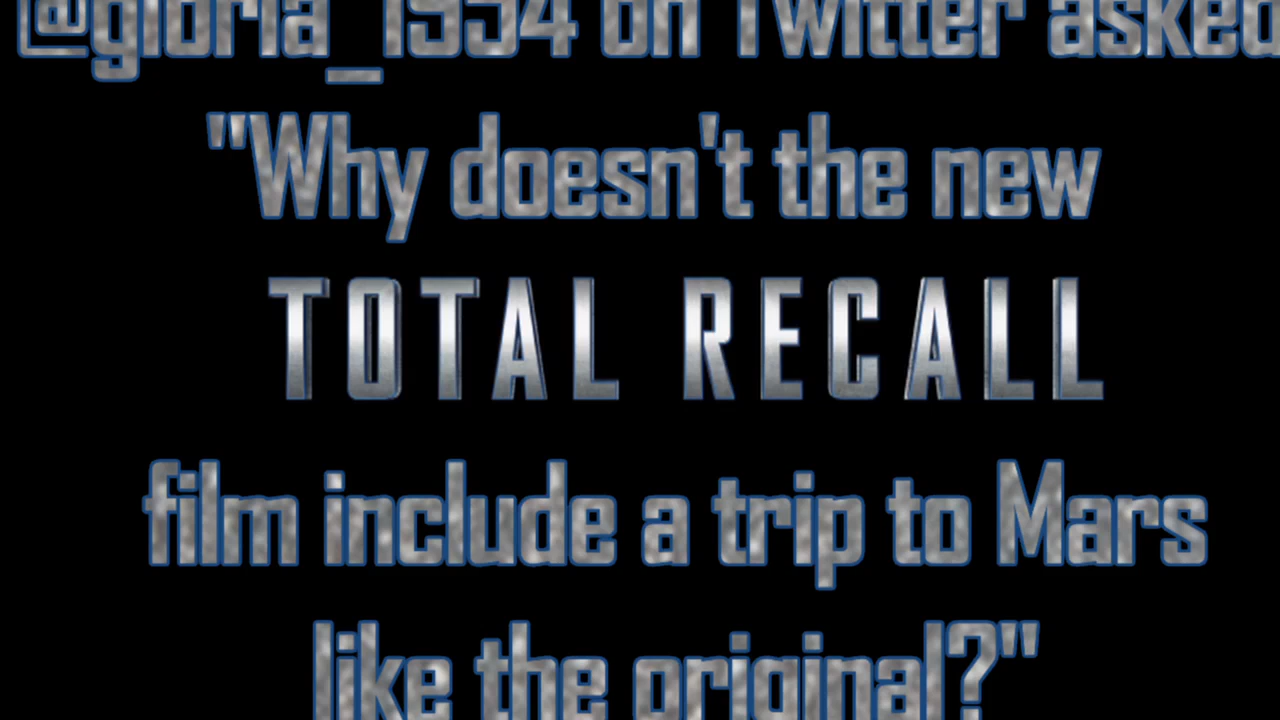 on Twitter asked
"Why doesn't the new
TOTAL RECALL
film include a trip to Mars
like the original?"